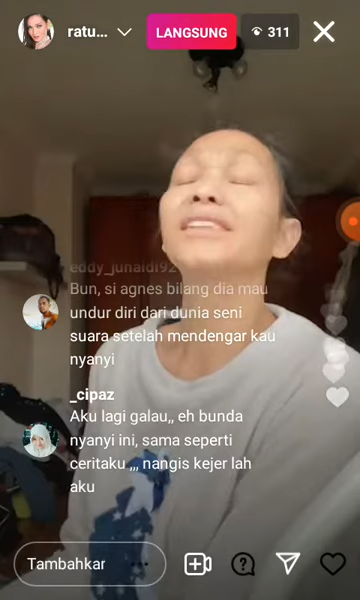 ratu...
LANGSUNG
311
eddy_junaidi92
Bun, si agnes bilang dia mau
undur diri dari dunia seni
suara setelah mendengar kau
nyanyi
_cipaz
Aku lagi galau,, eh bunda
nyanyi ini, sama seperti
ceritaku ,,, nangis kejer lah
aku
Tambahkar